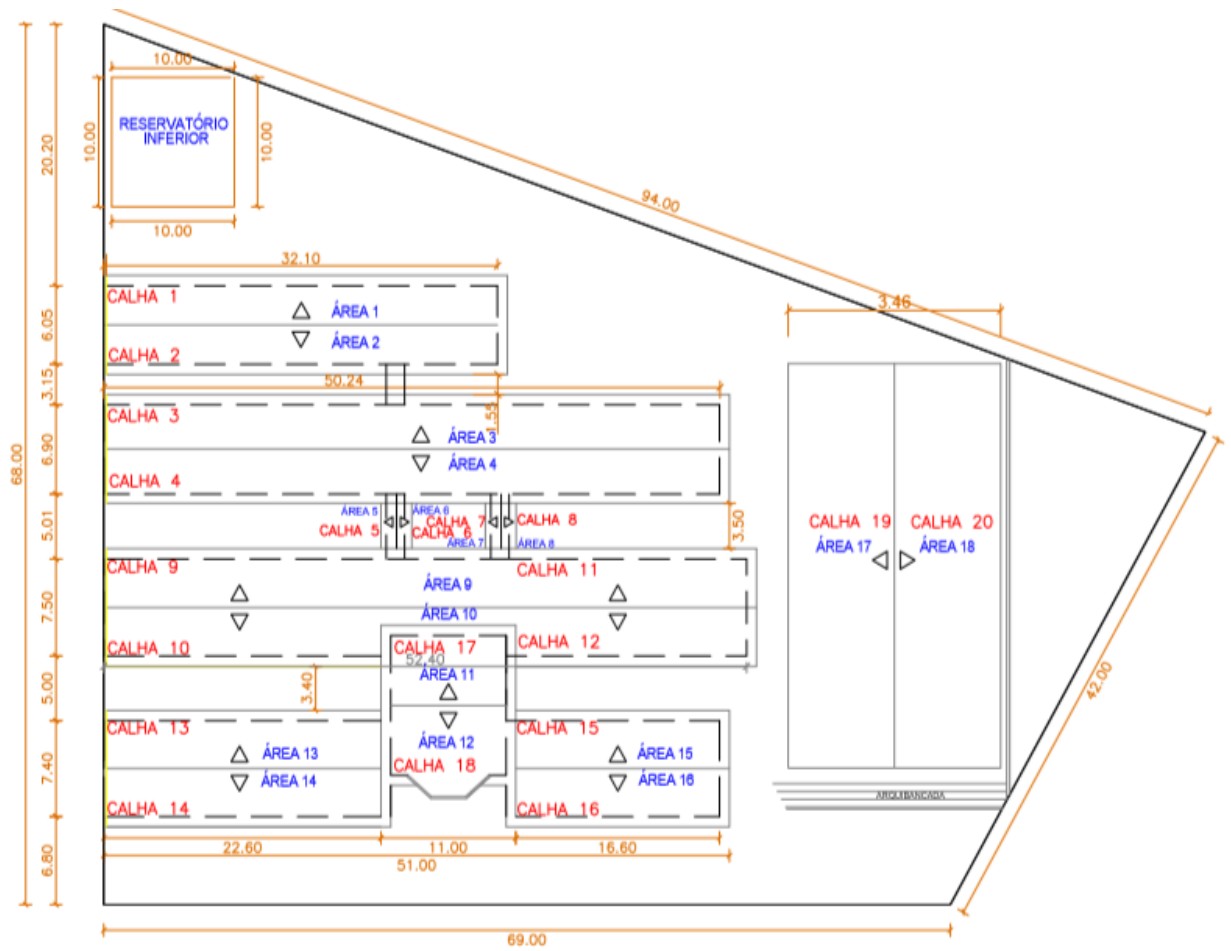 10.00
RESERVATÓRIO
INFERIOR
10.00
10.00
10.00
94.00
20.20
68.00
32.10
3.46
CALHA 1
ÁREA 1
6.05
ÁREA 2
CALHA 2
3.15
50.24
1.55
CALHA 3
ÁREA 3
6.90
ÁREA 4
CALHA 4
5.01
ÁREA 5
ÁREA 6
CALHA 5
CALHA 6
CALHA 7
CALHA 8
ÁREA 7
ÁREA 8
3.50
CALHA 19
CALHA 20
ÁREA 17
ÁREA 18
CALHA 9
CALHA 11
ÁREA 9
7.50
ÁREA 10
CALHA 10
CALHA 12
CALHA 17
52.40
ÁREA 11
5.00
3.40
42.00
CALHA 13
CALHA 15
ÁREA 12
ÁREA 13
ÁREA 15
7.40
CALHA 18
ÁREA 14
ÁREA 16
CALHA 14
CALHA 16
ARQUIBANCADA
6.80
22.60
11.00
16.60
51.00
69.00